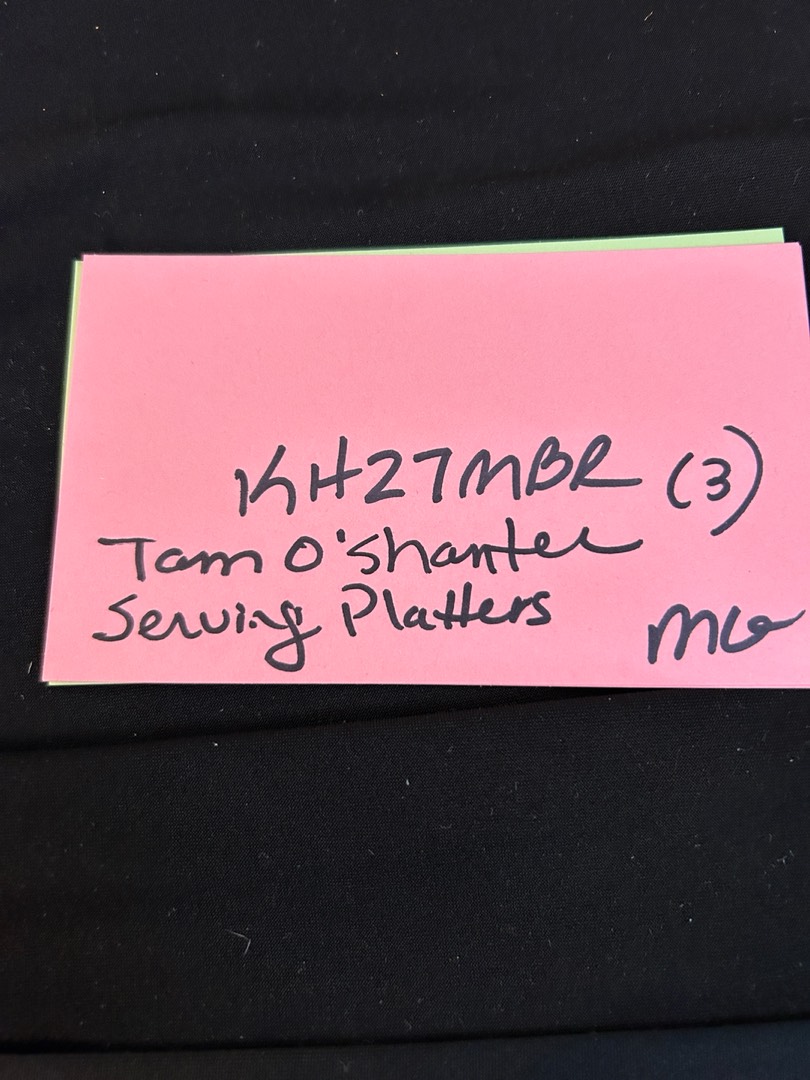 KH27MBR (3)
Tam O'Shanter
Serving Platters MG